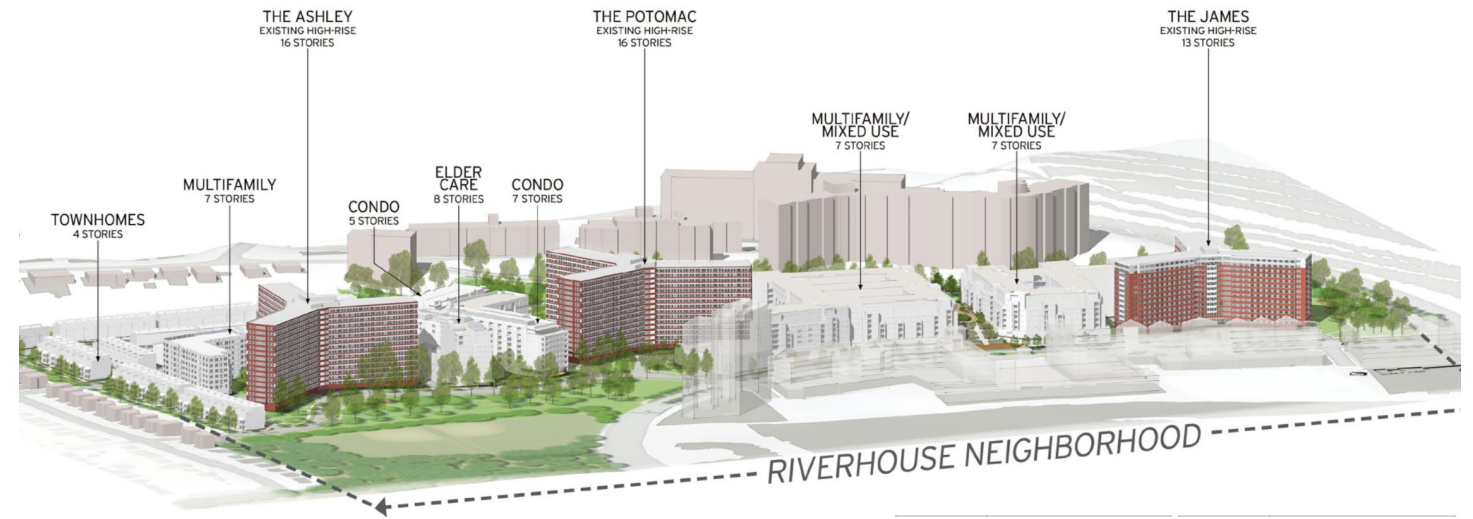 THE ASHLEY
EXISTING HIGH-RISE
16 STORIES
THE POTOMAC
EXISTING HIGH-RISE
16 STORIES
THE JAMES
EXISTING HIGH-RISE
13 STORIES
MULTIFAMILY/
MIXED USE
7 STORIES
MULTIFAMILY/
MIXED USE
7 STORIES
ELDER
CARE
8 STORIES
MULTIFAMILY
7 STORIES
CONDO
7 STORIES
CONDO
5 STORIES
TOWNHOMES
4 STORIES
RIVERHOUSE NEIGHBORHOOD